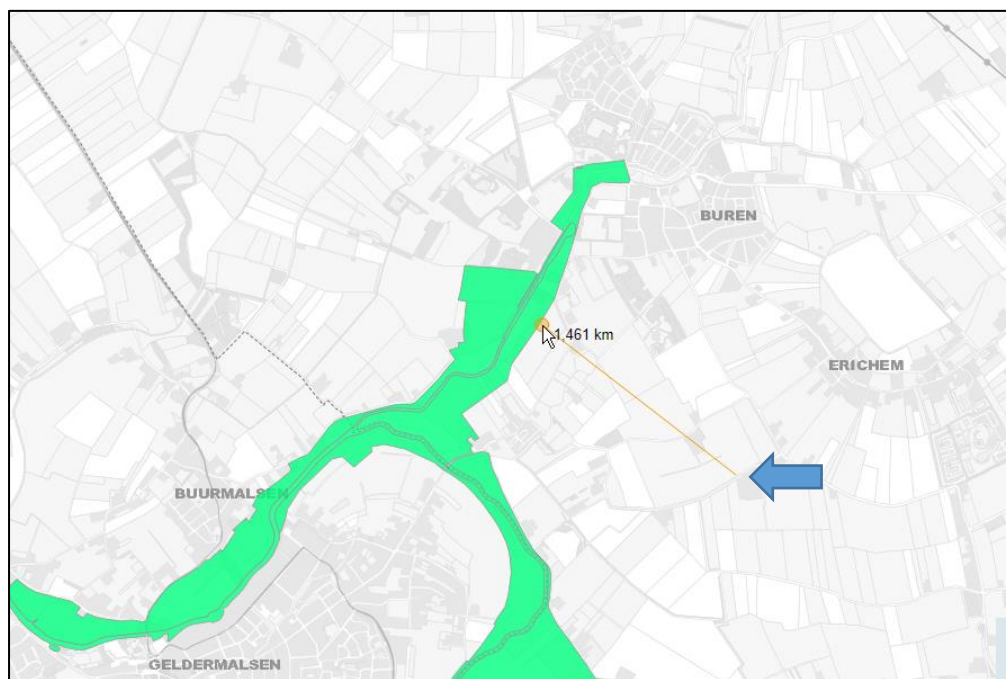 BUREN
1,461 km
ERICHEM
BUURMALSEN
GELDERMALSEN